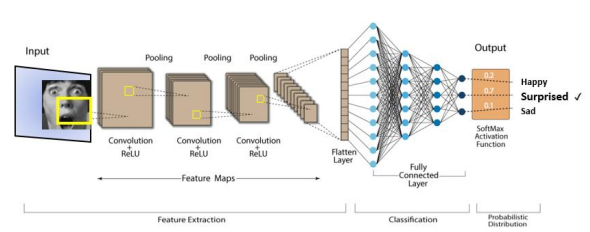 Input
Pooling
Pooling
Pooling
Output
0.2
0.7
0.1
Happy
Surprised ✓
Sad
Convolution
+
ReLU
Convolution
+
ReLU
Convolution
+
ReLU
Flatten
Layer
SoftMax
Activation
Function
Fully
Connected
Layer
Feature Maps
Feature Extraction
Classification
Probabilistic
Distribution